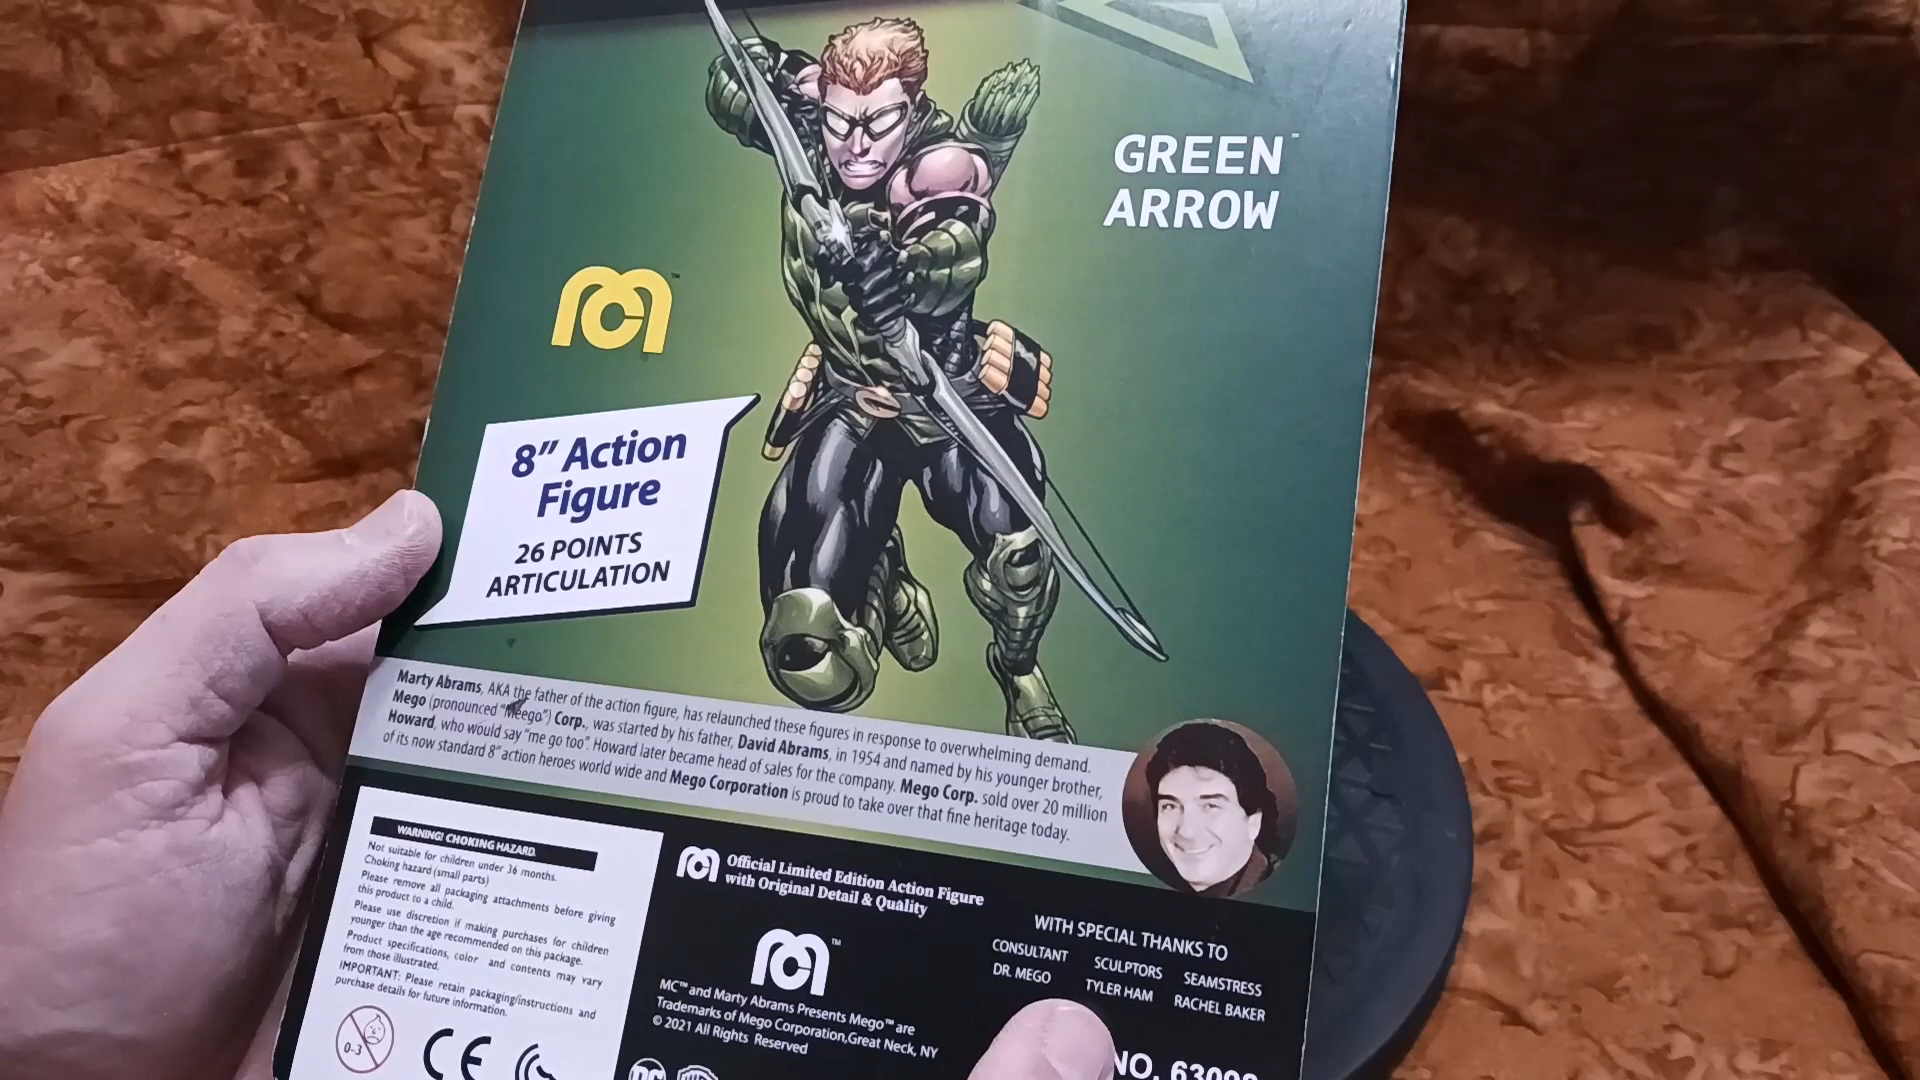 GREEN™
ARROW
™
8" Action
Figure
26 POINTS
ARTICULATION
Marty Abrams, AKA the father of the action figure, has relaunched these figures in response to overwhelming demand.
Mego (pronounced "Meego") Corp., was started by his father, David Abrams, in 1954 and named by his younger brother,
Howard, who would say "me go too". Howard later became head of sales for the company. Mego Corp. sold over 20 million
of its now standard 8" action heroes world wide and Mego Corporation is proud to take over that fine heritage today.
WARNING! CHOKING HAZARD.
Not suitable for children under 36 months.
Choking hazard (small parts)
Please remove all packaging attachments before giving
this product to a child.
Please use discretion if making purchases for children
younger than the age recommended on this package.
Product specifications, color and contents may vary
from those illustrated.
IMPORTANT: Please retain packaging/instructions and
purchase details for future information.
0-3
CE
Official Limited Edition Action Figure
with Original Detail & Quality
™
MC™ and Marty Abrams Presents Mego™ are
Trademarks of Mego Corporation, Great Neck, NY
© 2021 All Rights Reserved
DC
WITH SPECIAL THANKS TO
CONSULTANT
DR. MEGO
SCULPTORS
TYLER HAM
SEAMSTRESS
RACHEL BAKER
NO.